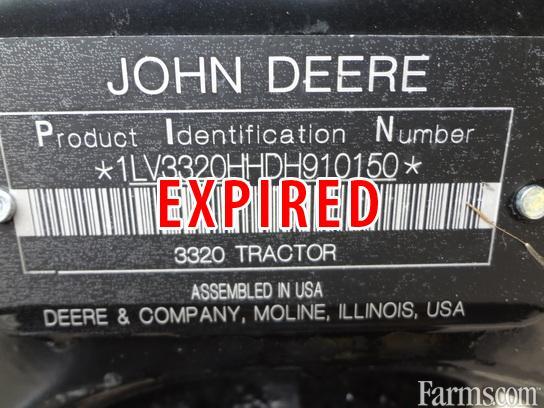 JOHN DEERE
Product Identification Number
*1LV3320HHDH910150*
EXPIRED
3320 TRACTOR
ASSEMBLED IN USA
DEERE & COMPANY, MOLINE, ILLINOIS, USA
Farms.com